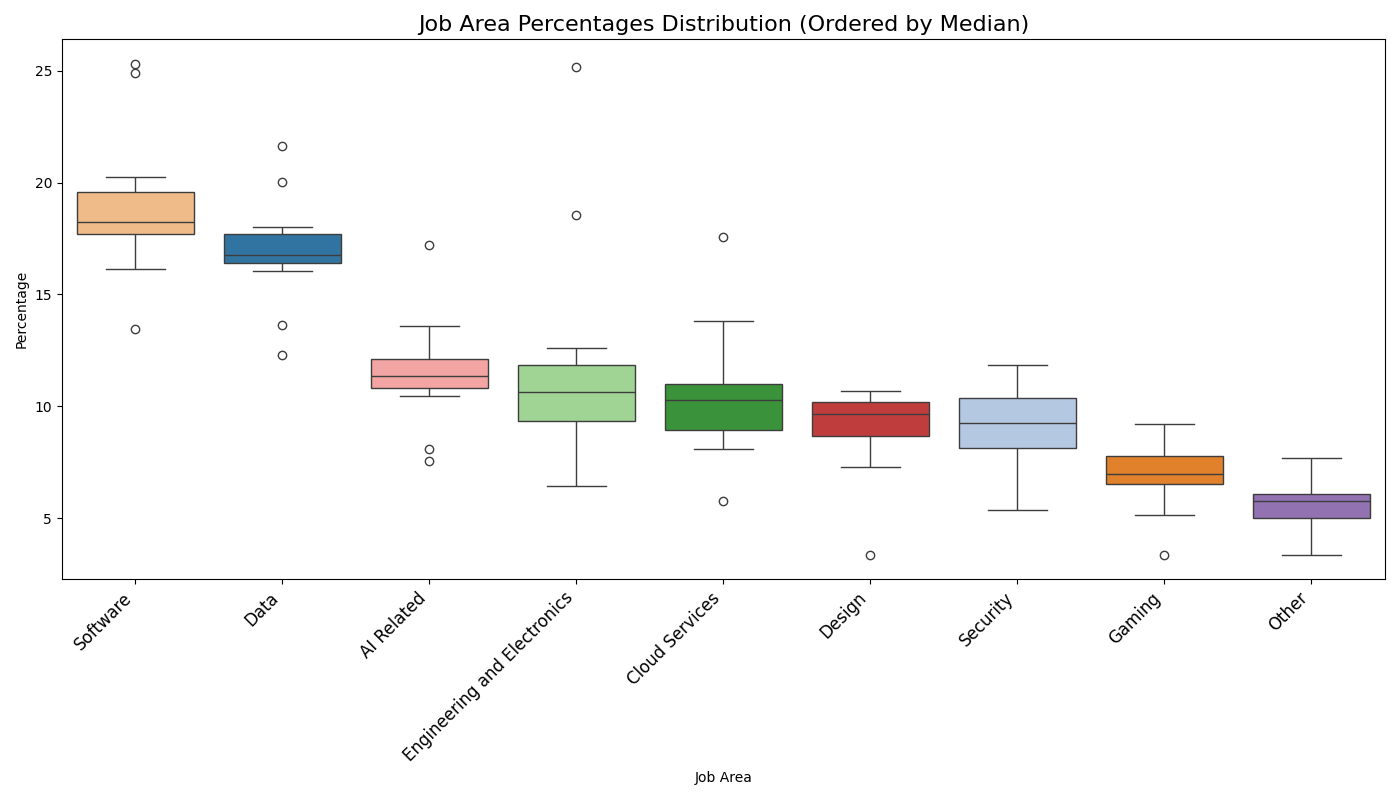 Job Area Percentages Distribution (Ordered by Median)
Percentage
25
20
15
10
5
Software
Data
AI Related
Engineering and Electronics
Cloud Services
Design
Security
Gaming
Other
Job Area